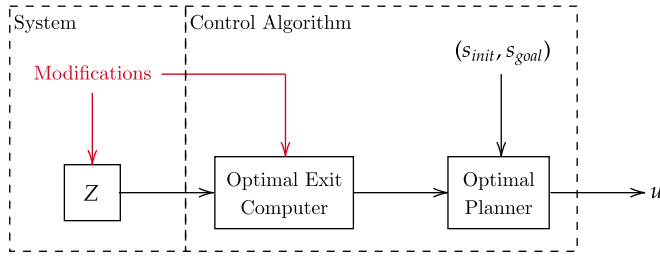 System
Control Algorithm
Modifications
(s_init, s_goal)
Z
Optimal Exit
Computer
Optimal
Planner
u